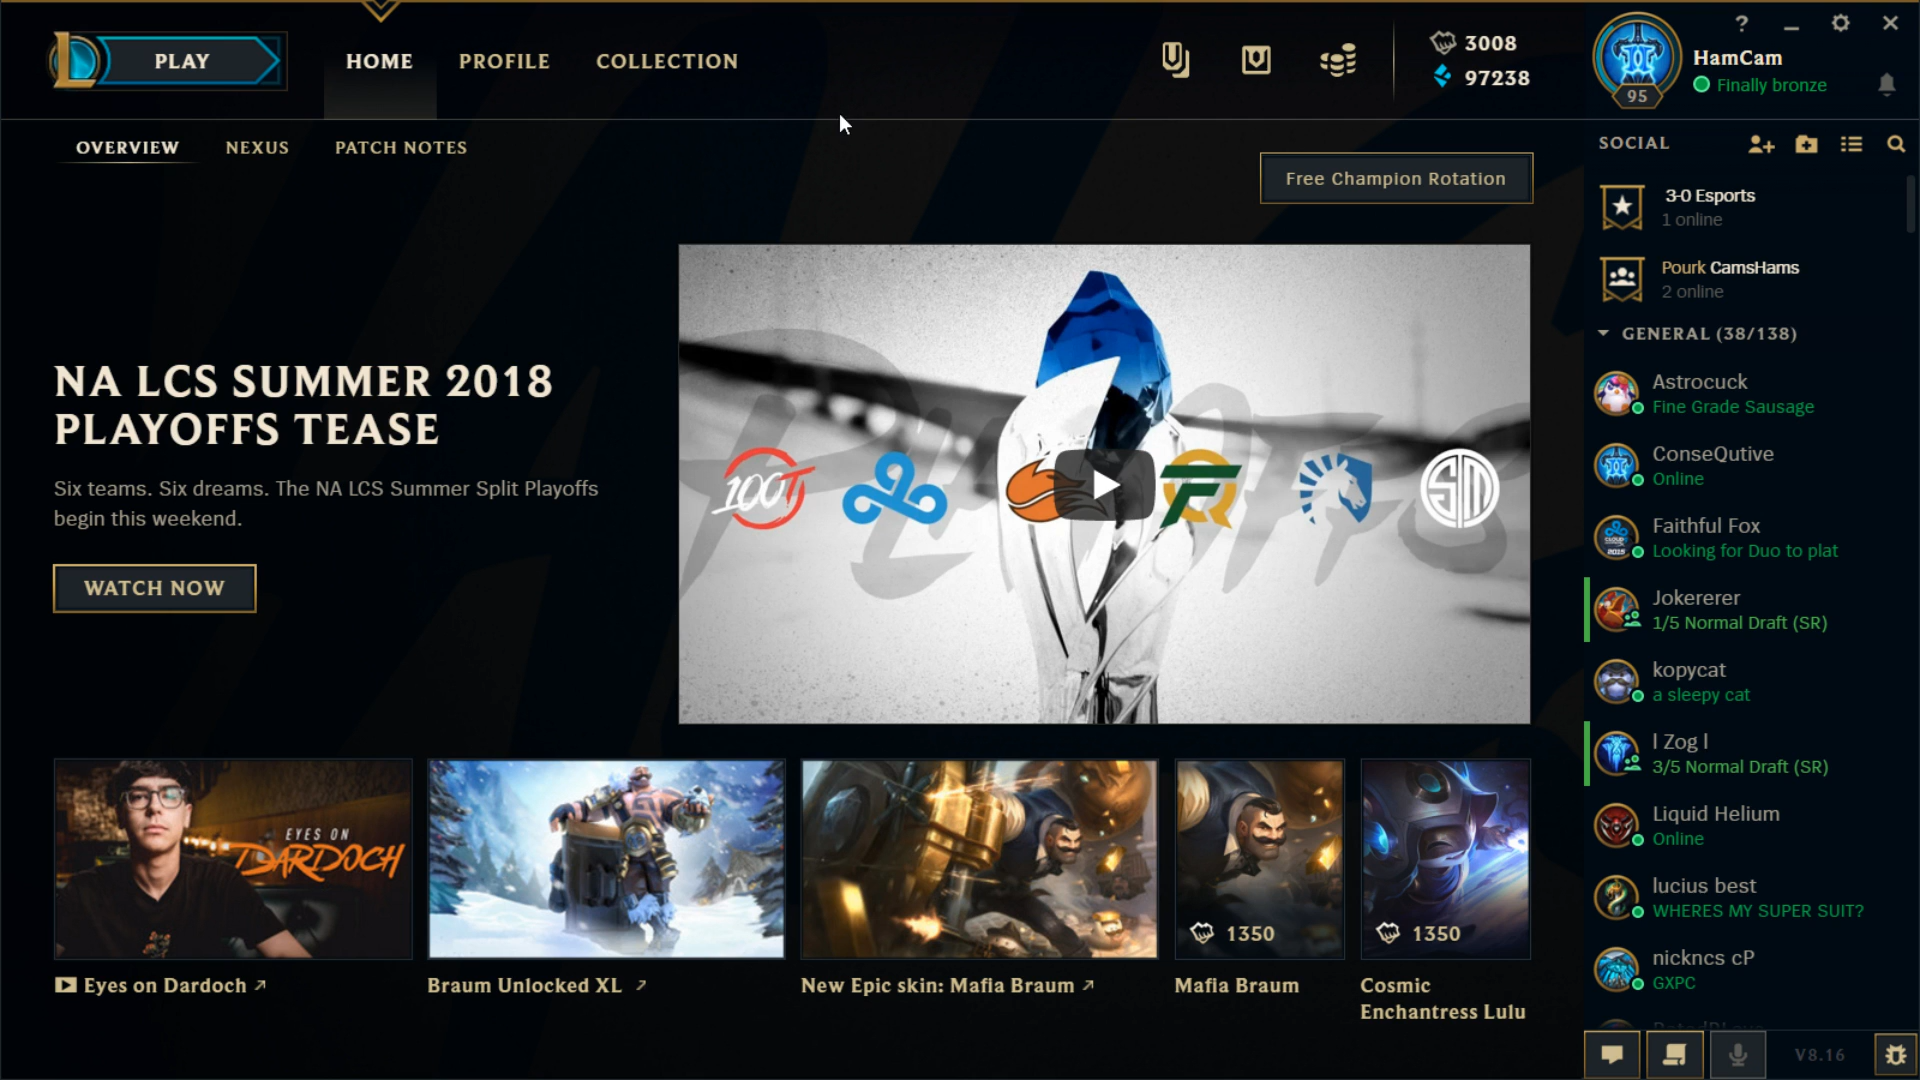 PLAY
HOME
PROFILE
COLLECTION
3008
97238
95
?
HamCam
Finally bronze
OVERVIEW
NEXUS
PATCH NOTES
Free Champion Rotation
SOCIAL
3-0 Esports
1 online
Pourk CamsHams
2 online
GENERAL (38/138)
Astrocuck
Fine Grade Sausage
ConseQutive
Online
Faithful Fox
Looking for Duo to plat
Jokererer
1/5 Normal Draft (SR)
kopycat
a sleepy cat
l Zog l
3/5 Normal Draft (SR)
Liquid Helium
Online
lucius best
WHERES MY SUPER SUIT?
nickncs cP
GXPC
V8.16
NA LCS SUMMER 2018
PLAYOFFS TEASE
Six teams. Six dreams. The NA LCS Summer Split Playoffs
begin this weekend.
WATCH NOW
Playoffs
100T
TSM
EYES ON
DARDOCH
1350
1350
Eyes on Dardoch
Braum Unlocked XL
New Epic skin: Mafia Braum
Mafia Braum
Cosmic
Enchantress Lulu